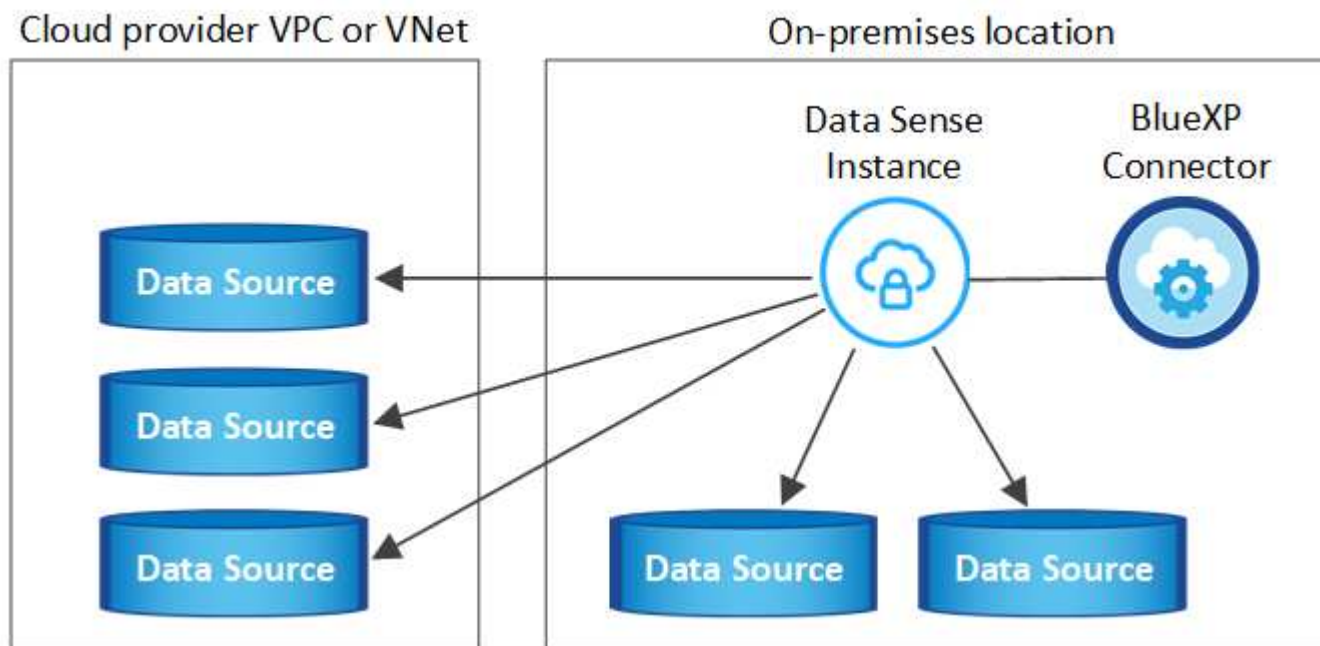 Cloud provider VPC or VNet
On-premises location
Data Sense
Instance
BlueXP
Connector
Data Source
Data Source
Data Source
Data Source
Data Source